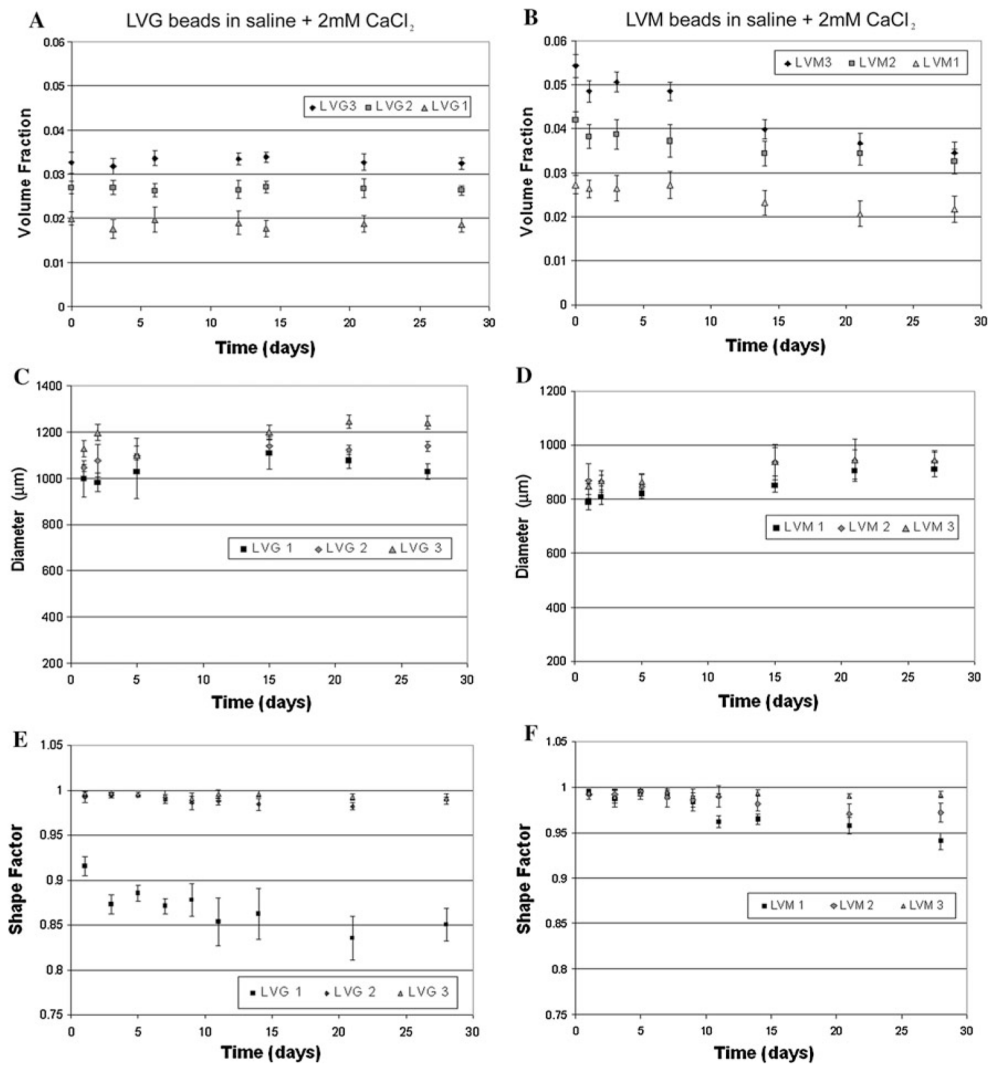 A
LVG beads in saline + 2mM CaCl₂
0.06
0.05
0.04
0.03
0.02
0.01
0
Volume Fraction
LVG3 LVG2 LVG1
0 5 10 15 20 25 30
Time (days)
B
LVM beads in saline + 2mM CaCl₂
0.06
0.05
0.04
0.03
0.02
0.01
0
Volume Fraction
LVM3 LVM2 LVM1
0 5 10 15 20 25 30
Time (days)
C
1400
1200
1000
800
600
400
200
Diameter (μm)
LVG 1 LVG 2 LVG 3
0 5 10 15 20 25 30
Time (days)
D
1200
1000
800
600
400
200
Diameter (μm)
LVM 1 LVM 2 LVM 3
0 5 10 15 20 25 30
Time (days)
E
1.05
1
0.95
0.9
0.85
0.8
0.75
Shape Factor
LVG 1 LVG 2 LVG 3
0 5 10 15 20 25 30
Time (days)
F
1.05
1
0.95
0.9
0.85
0.8
0.75
Shape Factor
LVM 1 LVM 2 LVM 3
0 5 10 15 20 25 30
Time (days)